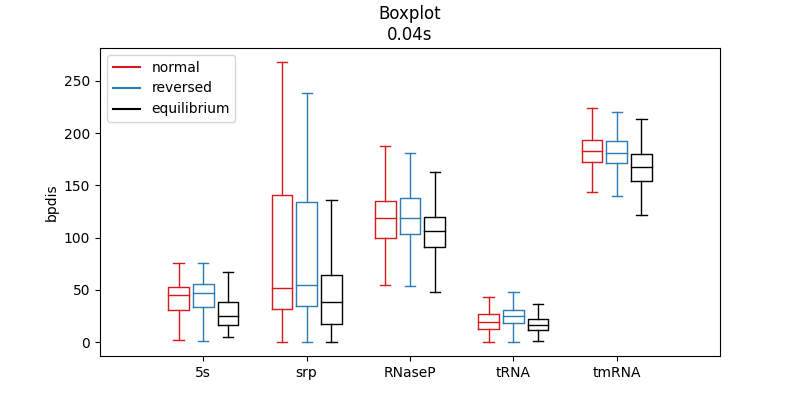 Boxplot
0.04s
normal
reversed
equilibrium
250
200
150
100
50
0
bpdis
5s
srp
RNaseP
tRNA
tmRNA